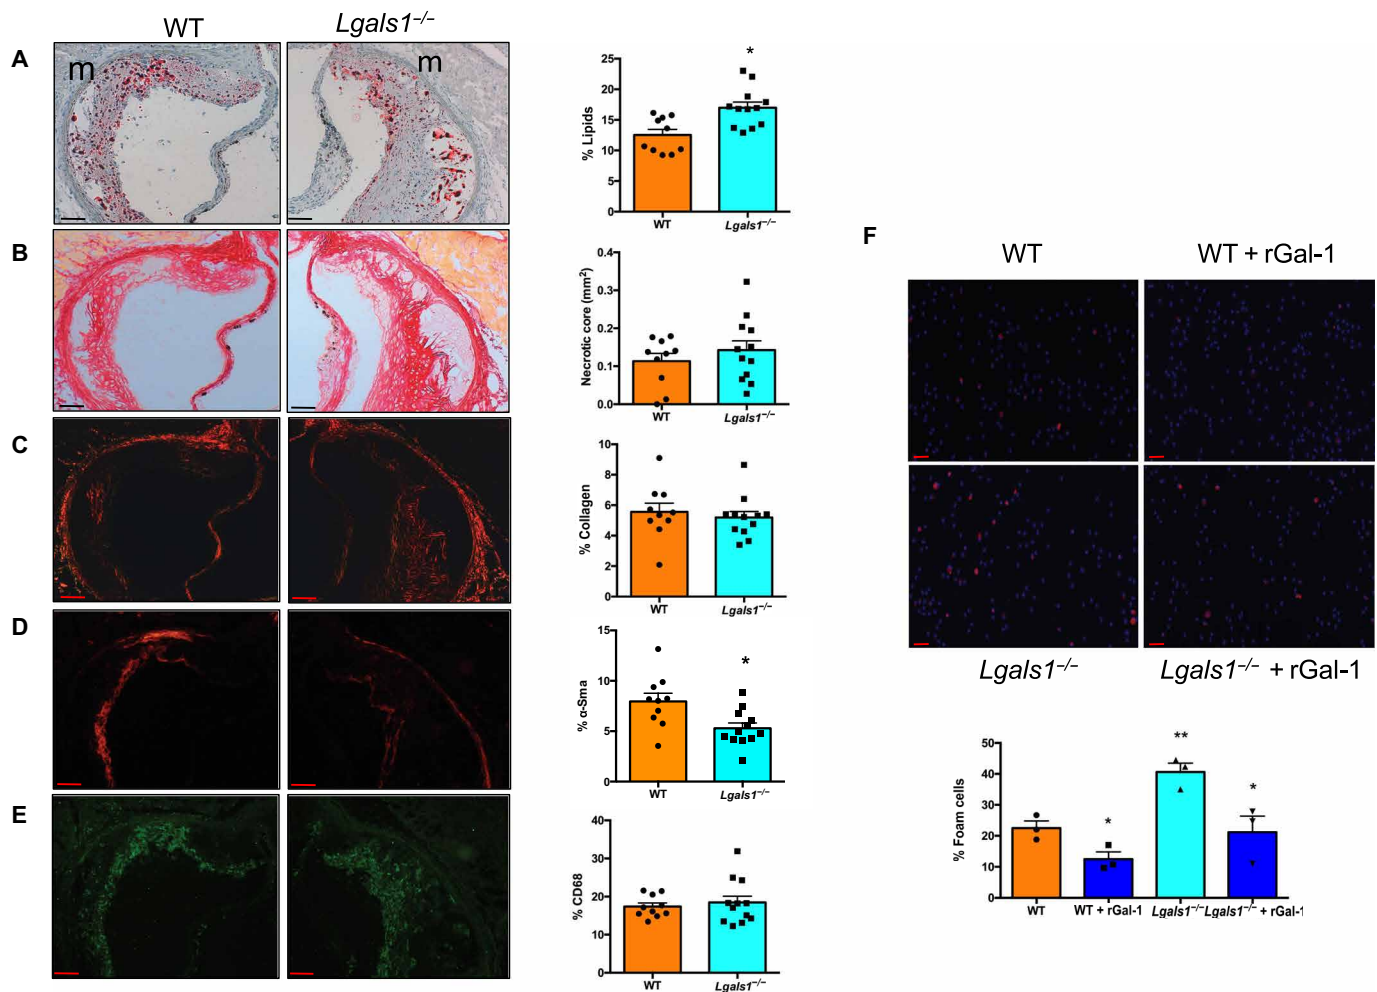 WT Lgals1–/–
A
m m
*
25
20
15
10
5
0
% Lipids
WT Lgals1–/–
B
0.4
0.3
0.2
0.1
0.0
Necrotic core (mm²)
WT Lgals1–/–
C
10
8
6
4
2
0
% Collagen
WT Lgals1–/–
D
*
15
10
5
0
% α-Sma
WT Lgals1–/–
E
40
30
20
10
0
% CD68
WT Lgals1–/–
F
WT WT + rGal-1
Lgals1–/– Lgals1–/– + rGal-1
**
*
*
50
40
30
20
10
0
% Foam cells
WT WT + rGal-1 Lgals1–/– Lgals1–/– + rGal-1